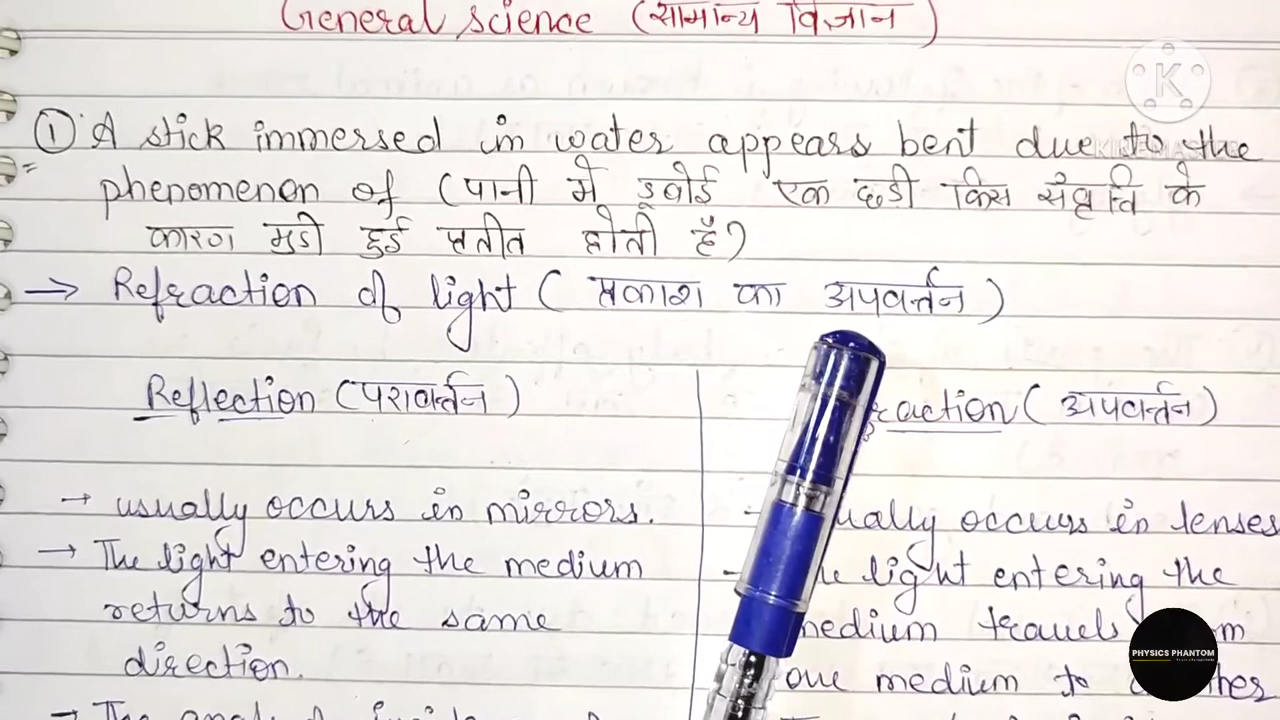 General science (सामान्य विज्ञान)
K
① A stick immersed in water appears bent due to the
phenomenon of (पानी में डूबोई एक छडी किस संवृत्ति के
कारण मुडी हुई प्रतीत होती है?)
→ Refraction of light (प्रकाश का अपवर्त्तन)
Reflection (परावर्त्तन)
→ usually occurs in mirrors.
→ The light entering the medium
returns to the same
direction.
→ The
raction (अपवर्त्तन)
ually occurs in lenses
light entering the
medium travels
one medium to
PHYSICS PHANTOM